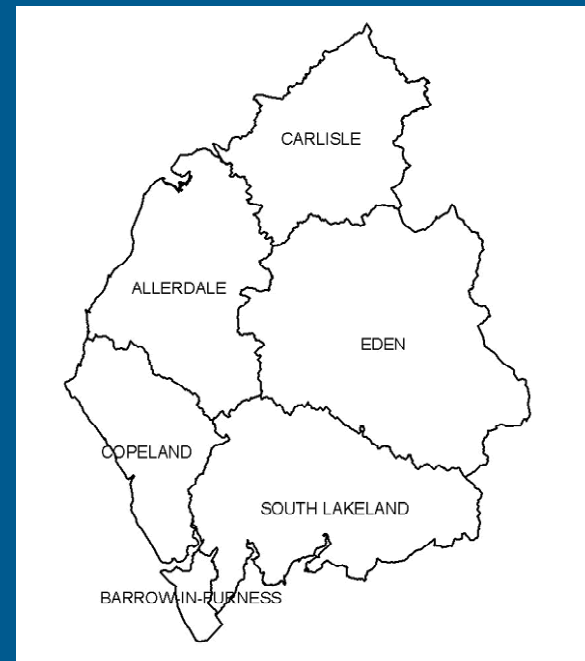 CARLISLE
ALLERDALE
EDEN
COPELAND
SOUTH LAKELAND
BARROW-IN-FURNESS